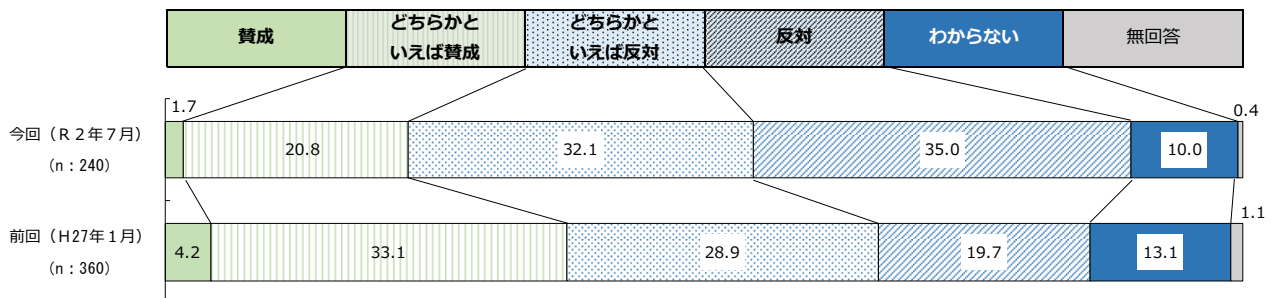 賛成
どちらかと
いえば賛成
どちらかと
いえば反対
反対
わからない
無回答
今回（Ｒ２年７月）
（n：240）
1.7
20.8
32.1
35.0
10.0
0.4
前回（H27年１月）
（n：360）
4.2
33.1
28.9
19.7
13.1
1.1